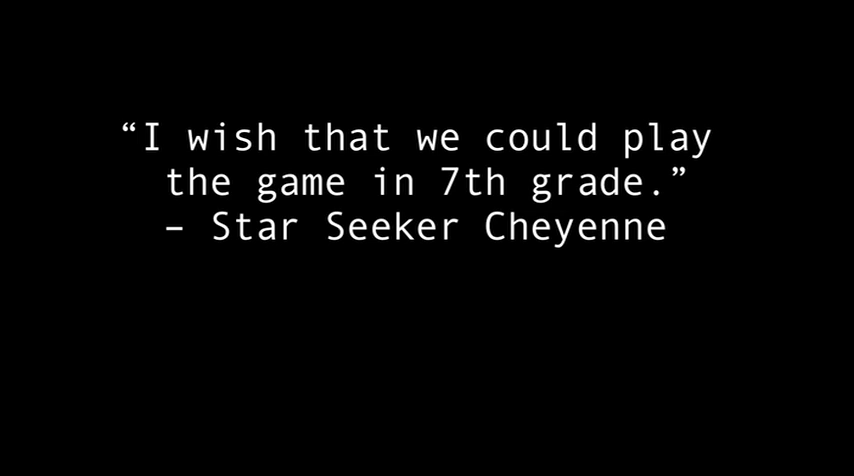 “I wish that we could play
the game in 7th grade.”
– Star Seeker Cheyenne